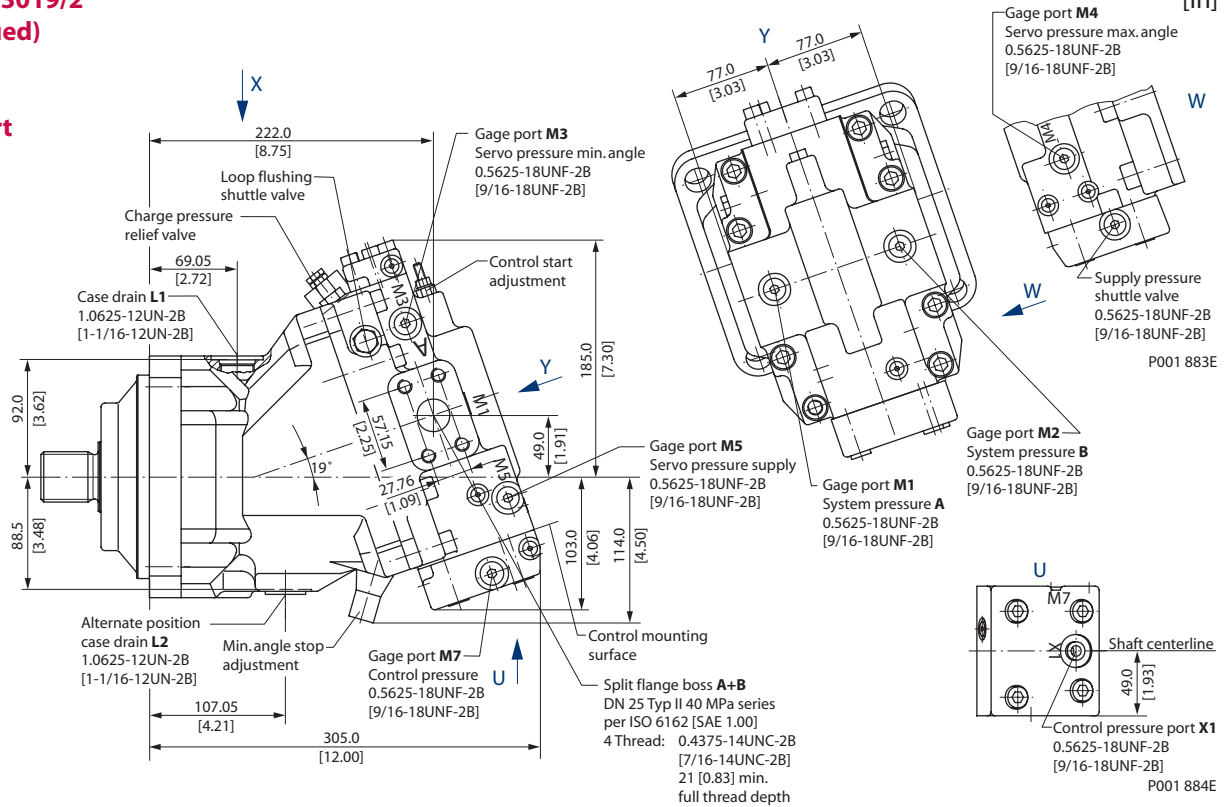 3019/2
ued)
rt
[in]
X
222.0
[8.75]
Loop flushing
shuttle valve
Charge pressure
relief valve
69.05
[2.72]
Case drain L1
1.0625-12UN-2B
[1-1/16-12UN-2B]
Gage port M3
Servo pressure min. angle
0.5625-18UNF-2B
[9/16-18UNF-2B]
Control start
adjustment
M3
A
M1
M5
185.0
[7.30]
Y
92.0
[3.62]
88.5
[3.48]
57.15
[2.25]
49.0
[1.91]
19°
27.76
[1.09]
103.0
[4.06]
114.0
[4.50]
Gage port M5
Servo pressure supply
0.5625-18UNF-2B
[9/16-18UNF-2B]
Alternate position
case drain L2
1.0625-12UN-2B
[1-1/16-12UN-2B]
Min. angle stop
adjustment
Gage port M7
Control pressure
0.5625-18UNF-2B
[9/16-18UNF-2B]
U
Control mounting
surface
Split flange boss A+B
DN 25 Typ II 40 MPa series
per ISO 6162 [SAE 1.00]
4 Thread: 0.4375-14UNC-2B
[7/16-14UNC-2B]
21 [0.83] min.
full thread depth
107.05
[4.21]
305.0
[12.00]
Y
77.0
[3.03]
77.0
[3.03]
W
Gage port M1
System pressure A
0.5625-18UNF-2B
[9/16-18UNF-2B]
Gage port M2
System pressure B
0.5625-18UNF-2B
[9/16-18UNF-2B]
Gage port M4
Servo pressure max. angle
0.5625-18UNF-2B
[9/16-18UNF-2B]
W
M4
Supply pressure
shuttle valve
0.5625-18UNF-2B
[9/16-18UNF-2B]
P001 883E
U
M7
LX
Shaft centerline
49.0
[1.93]
Control pressure port X1
0.5625-18UNF-2B
[9/16-18UNF-2B]
P001 884E